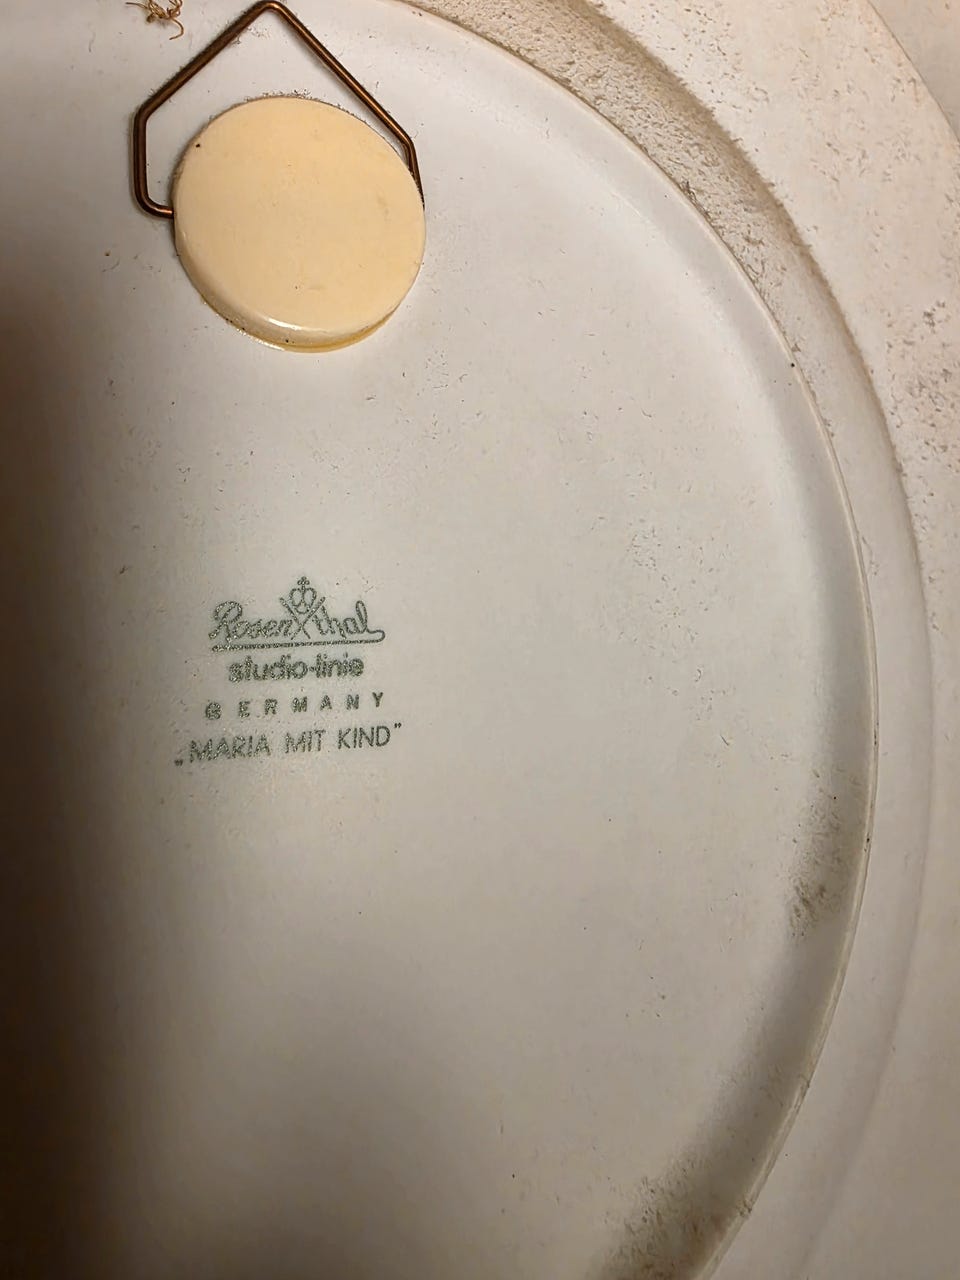 Rosenthal
studio-linie
GERMANY
„MARIA MIT KIND”